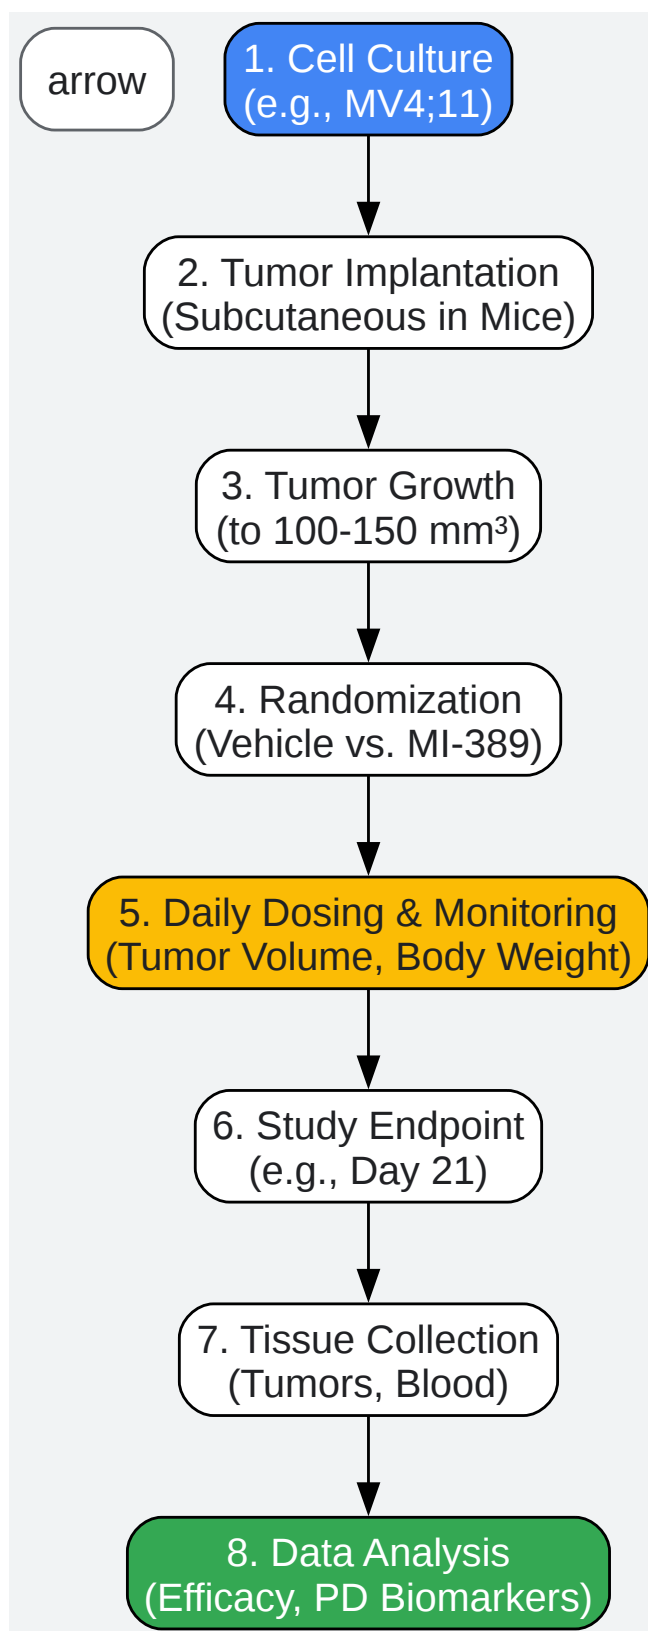 arrow
1. Cell Culture
(e.g., MV4;11)
2. Tumor Implantation
(Subcutaneous in Mice)
3. Tumor Growth
(to 100-150 mm³)
4. Randomization
(Vehicle vs. MI-389)
5. Daily Dosing & Monitoring
(Tumor Volume, Body Weight)
6. Study Endpoint
(e.g., Day 21)
7. Tissue Collection
(Tumors, Blood)
8. Data Analysis
(Efficacy, PD Biomarkers)